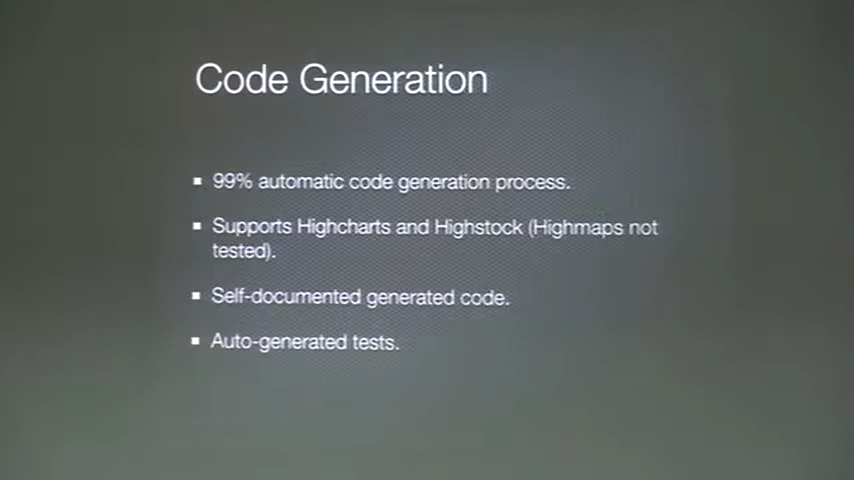 Code Generation
99% automatic code generation process.
Supports Highcharts and Highstock (Highmaps not
tested).
Self-documented generated code.
Auto-generated tests.